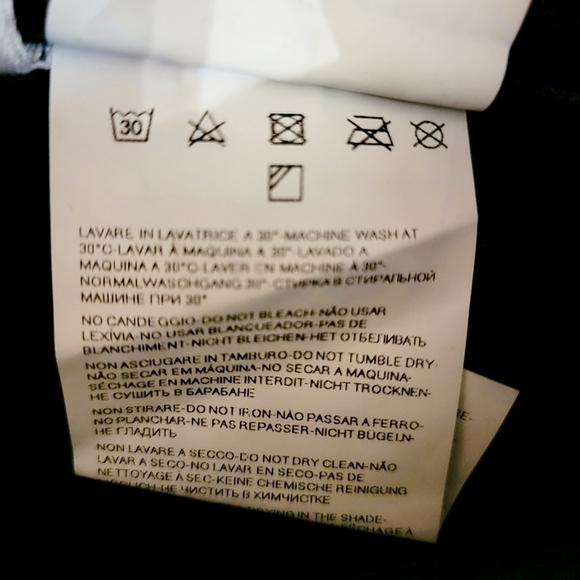 30
LAVARE IN LAVATRICE A 30°-MACHINE WASH AT
30°C-LAVAR À MAQUINA A 30°-LAVADO A
MAQUINA A 30°C-LAVER EN MACHINE À 30°-
NORMALWASCHGANG 30°-СТИРКА В СТИРАЛЬНОЙ
МАШИНЕ ПРИ 30°
NO CANDEGGIO-DO NOT BLEACH-NÃO USAR
LEXÍVIA-NO USAR BLANQUEADOR-PAS DE
BLANCHIMENT-NICHT BLEICHEN-НЕТ ОТБЕЛИВАТЬ
NON ASCIUGARE IN TAMBURO-DO NOT TUMBLE DRY-
NÃO SECAR EM MÁQUINA-NO SECAR A MAQUINA-
SÉCHAGE EN MACHINE INTERDIT-NICHT TROCKNEN-
НЕ СУШИТЬ В БАРАБАНЕ
NON STIRARE-DO NOT IRON-NÃO PASSAR A FERRO-
NO PLANCHAR-NE PAS REPASSER-NICHT BÜGELN-
НЕ ГЛАДИТЬ
NON LAVARE A SECCO-DO NOT DRY CLEAN-NÃO
LAVAR A SECO-NO LAVAR EN SECO-PAS DE
NETTOYAGE À SEC-KEINE CHEMISCHE REINIGUNG
НЕ ЧИСТИТЬ В ХИМЧИСТКЕ
IN THE SHADE-
SÉCHAGE À